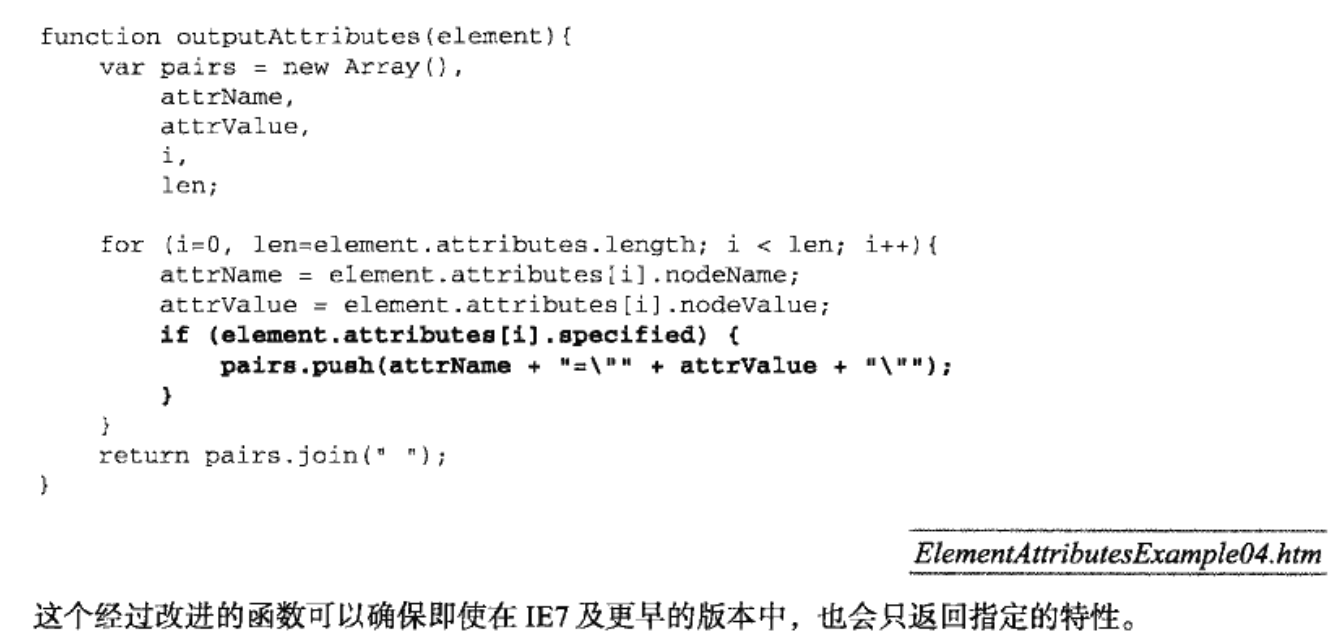 function outputAttributes(element){
    var pairs = new Array(),
        attrName,
        attrValue,
        i,
        len;
    for (i=0, len=element.attributes.length; i < len; i++){
        attrName = element.attributes[i].nodeName;
        attrValue = element.attributes[i].nodeValue;
        if (element.attributes[i].specified) {
            pairs.push(attrName + "=\"" + attrValue + "\"");
        }
    }
    return pairs.join(" ");
}
ElementAttributesExample04.htm
这个经过改进的函数可以确保即使在 IE7 及更早的版本中，也会只返回指定的特性。